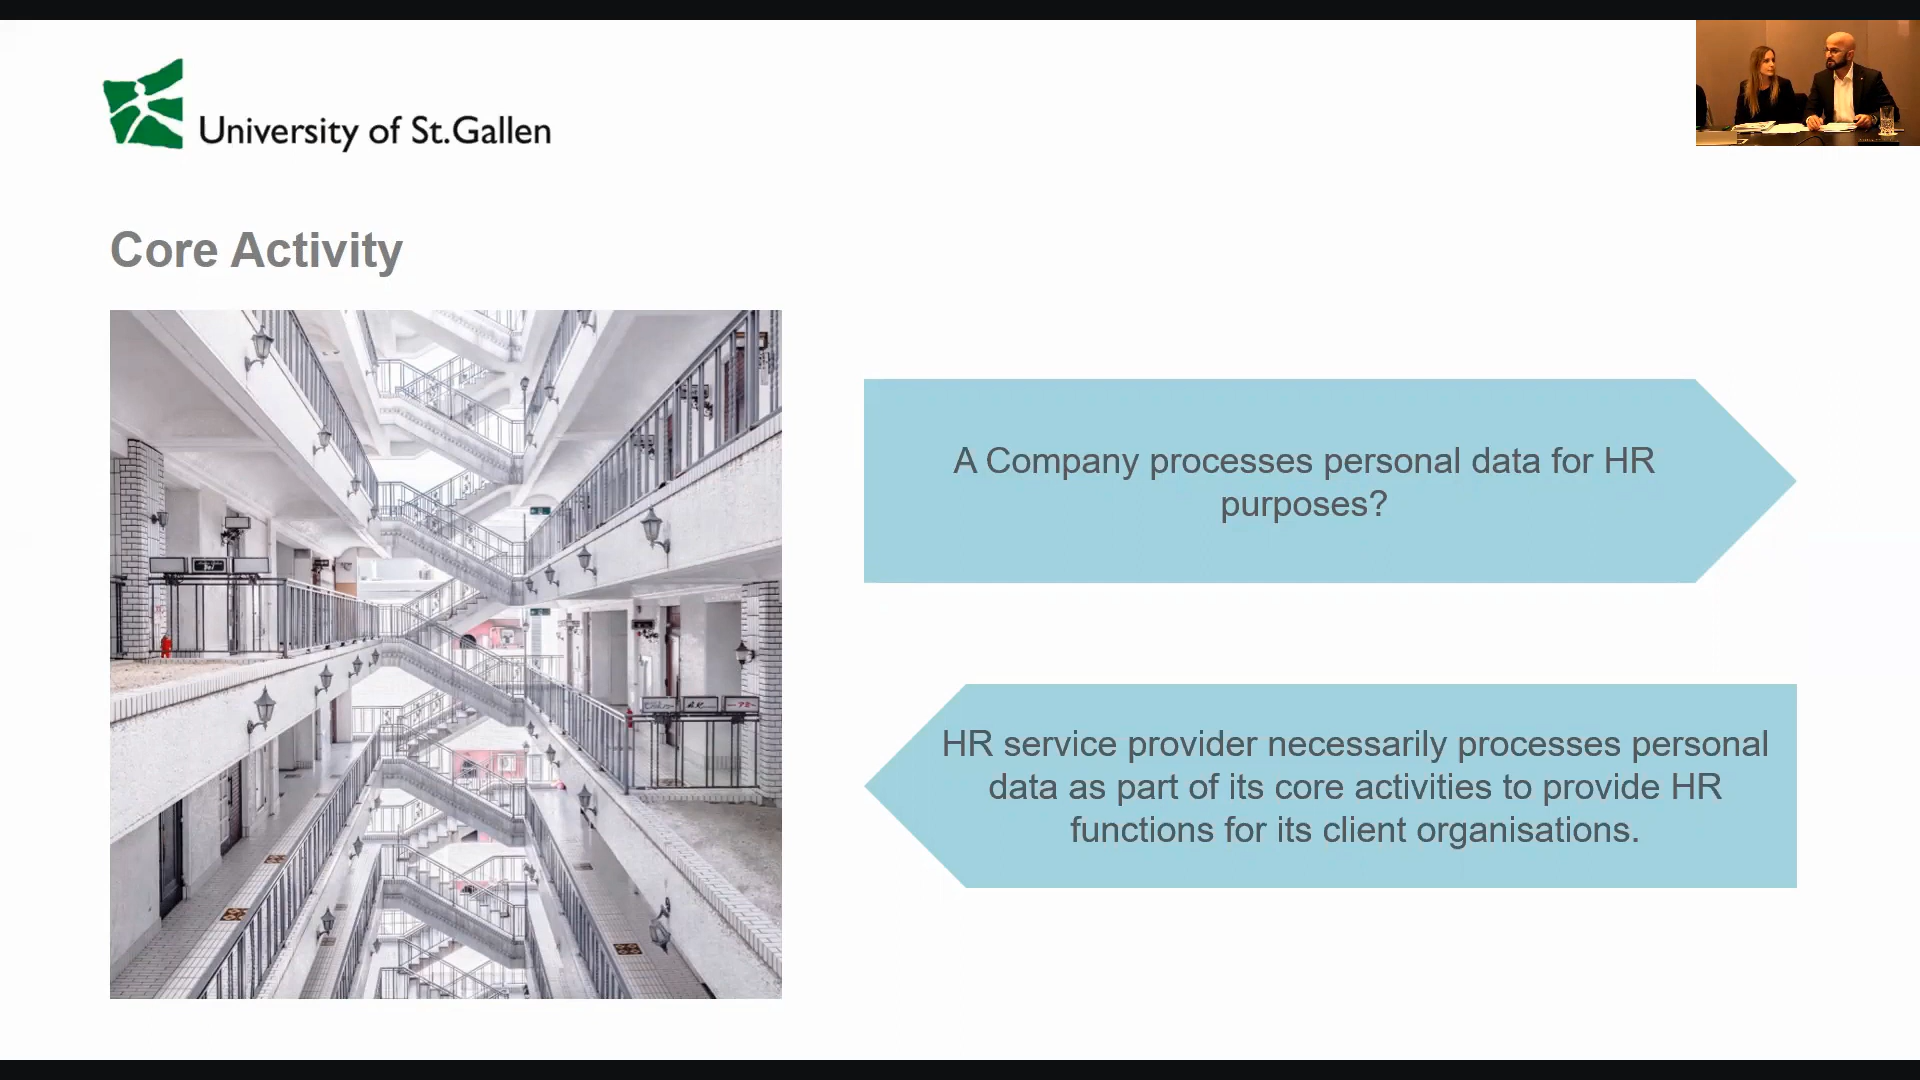 University of St.Gallen
Core Activity
A Company processes personal data for HR
purposes?
HR service provider necessarily processes personal
data as part of its core activities to provide HR
functions for its client organisations.